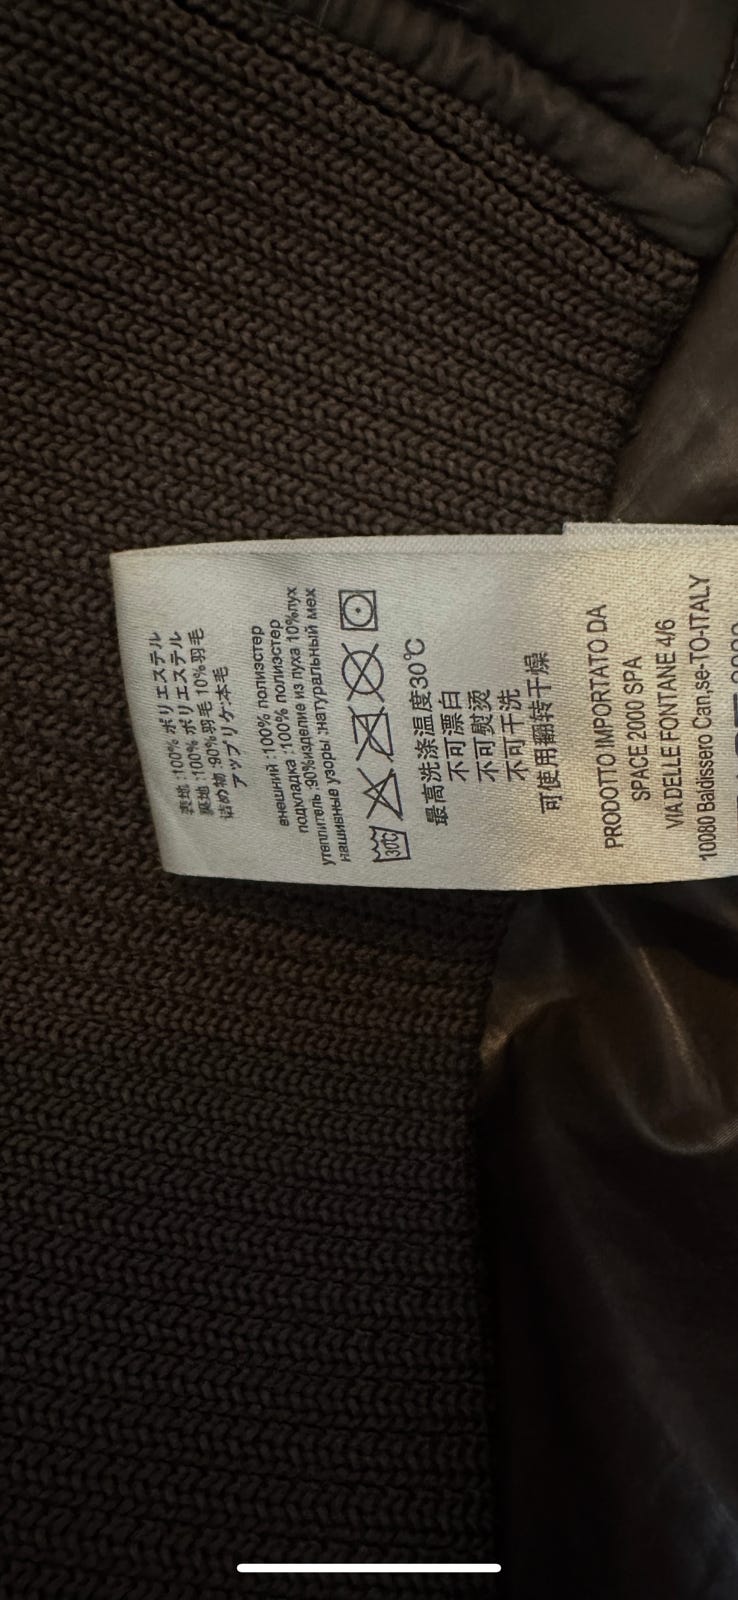 表地:100% ポリエステル
裏地:100% ポリエステル
詰め物:90%羽毛 10%羽毛
アップリケ:本毛
внешний :100% полиэстер
подкладка :100% полиэстер
утеплитель :90%изделие из пуха 10%пух
нашивные узоры :натуральный мех
30C
最高洗涤温度30℃
不可漂白
不可熨烫
不可干洗
可使用翻转干燥
PRODOTTO IMPORTATO DA
SPACE 2000 SPA
VIA DELLE FONTANE 4/6
10080 Baldissero Can,se-TO-ITALY